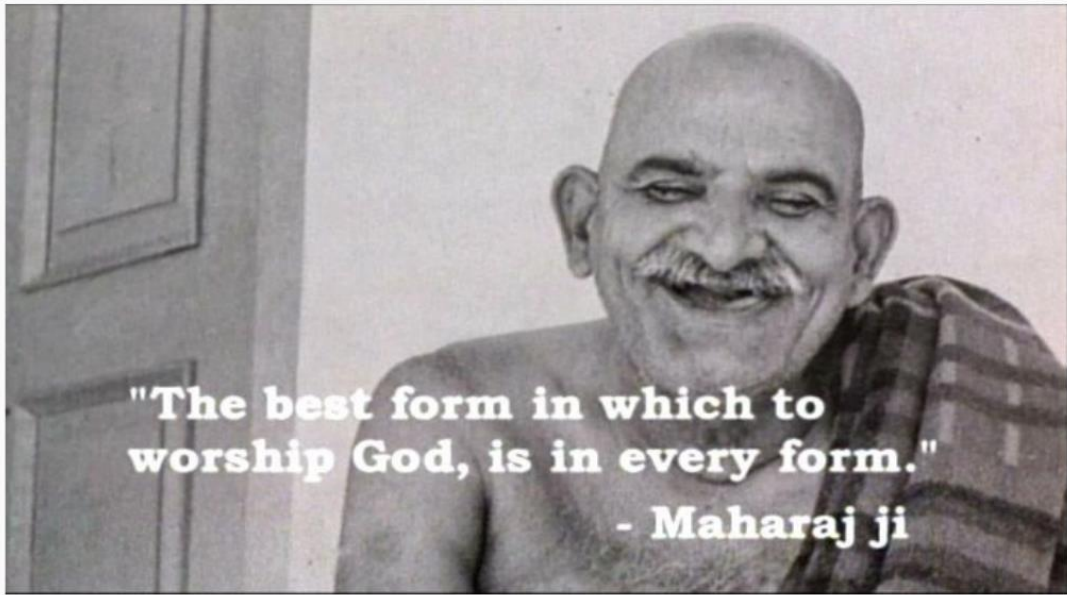 "The best form in which to
worship God, is in every form."
- Maharaj ji